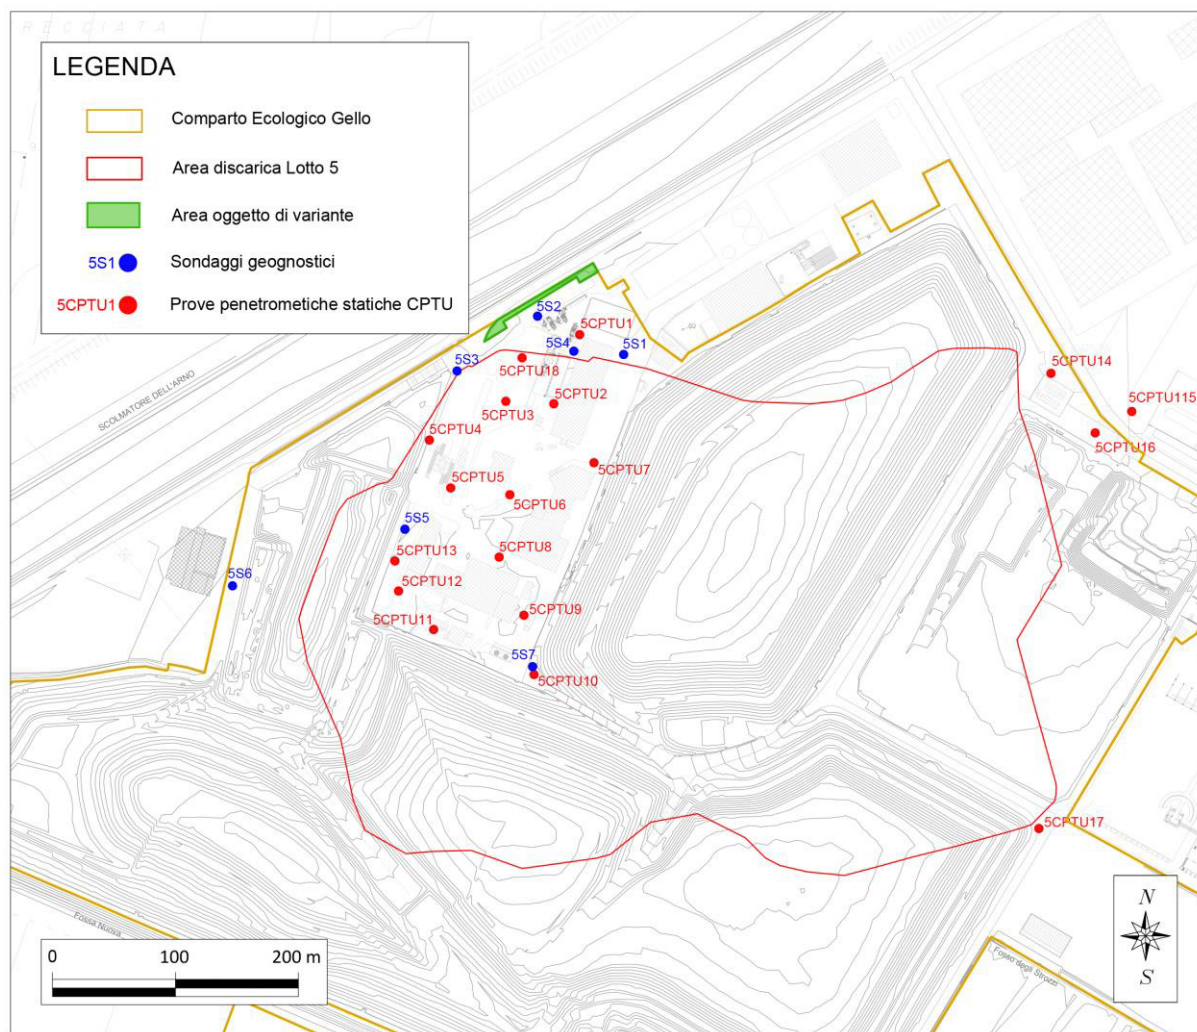 RECCIATA
LEGENDA
Comparto Ecologico Gello
Area discarica Lotto 5
Area oggetto di variante
5S1 Sondaggi geognostici
5CPTU1 Prove penetrometiche statiche CPTU
SCOLMATORE DELL'ARNO
5S2
5CPTU1
5S4
5S1
5S3
5CPTU18
5CPTU14
5CPTU3
5CPTU2
5CPTU115
5CPTU4
5CPTU16
5CPTU7
5CPTU5
5CPTU6
5S5
5CPTU13
5CPTU8
5S6
5CPTU12
5CPTU9
5CPTU11
5S7
5CPTU10
5CPTU17
Fossa Nuova
Fosso degli Strozzi
N
S
0 100 200 m